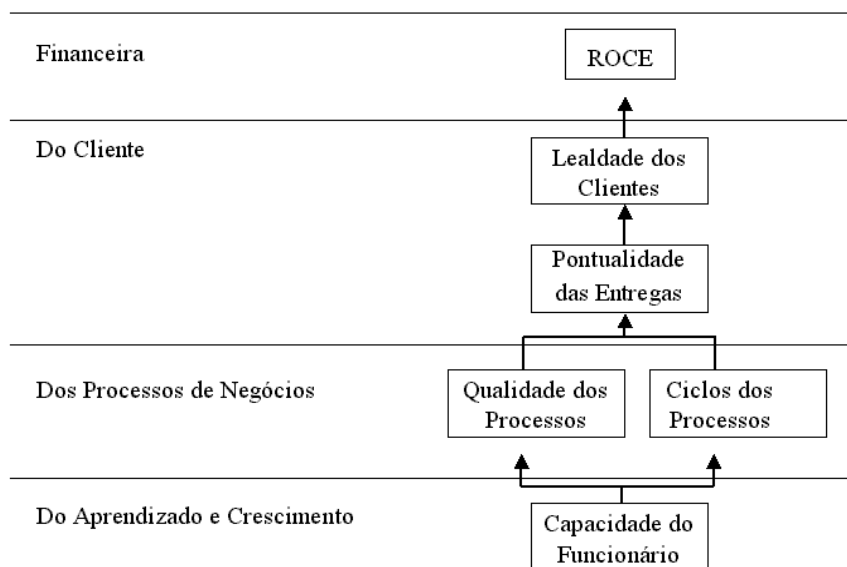 Financeira
ROCE
Do Cliente
Lealdade dos
Clientes
Pontualidade
das Entregas
Dos Processos de Negócios
Qualidade dos
Processos
Ciclos dos
Processos
Do Aprendizado e Crescimento
Capacidade do
Funcionário